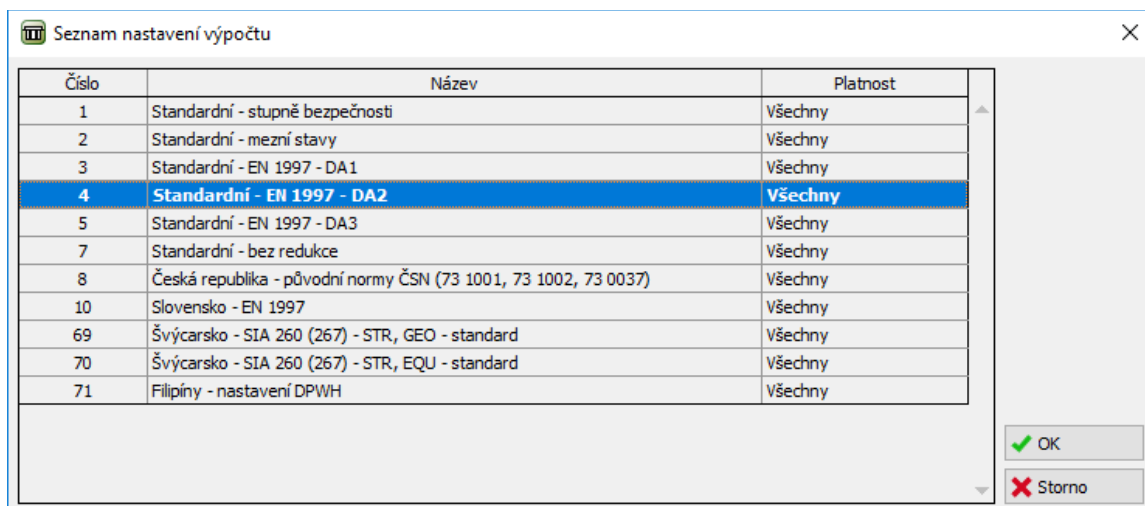 Seznam nastavení výpočtu
Číslo Název Platnost
1 Standardní - stupně bezpečnosti Všechny
2 Standardní - mezní stavy Všechny
3 Standardní - EN 1997 - DA1 Všechny
4 Standardní - EN 1997 - DA2 Všechny
5 Standardní - EN 1997 - DA3 Všechny
7 Standardní - bez redukce Všechny
8 Česká republika - původní normy ČSN (73 1001, 73 1002, 73 0037) Všechny
10 Slovensko - EN 1997 Všechny
69 Švýcarsko - SIA 260 (267) - STR, GEO - standard Všechny
70 Švýcarsko - SIA 260 (267) - STR, EQU - standard Všechny
71 Filipíny - nastavení DPWH Všechny
OK
Storno